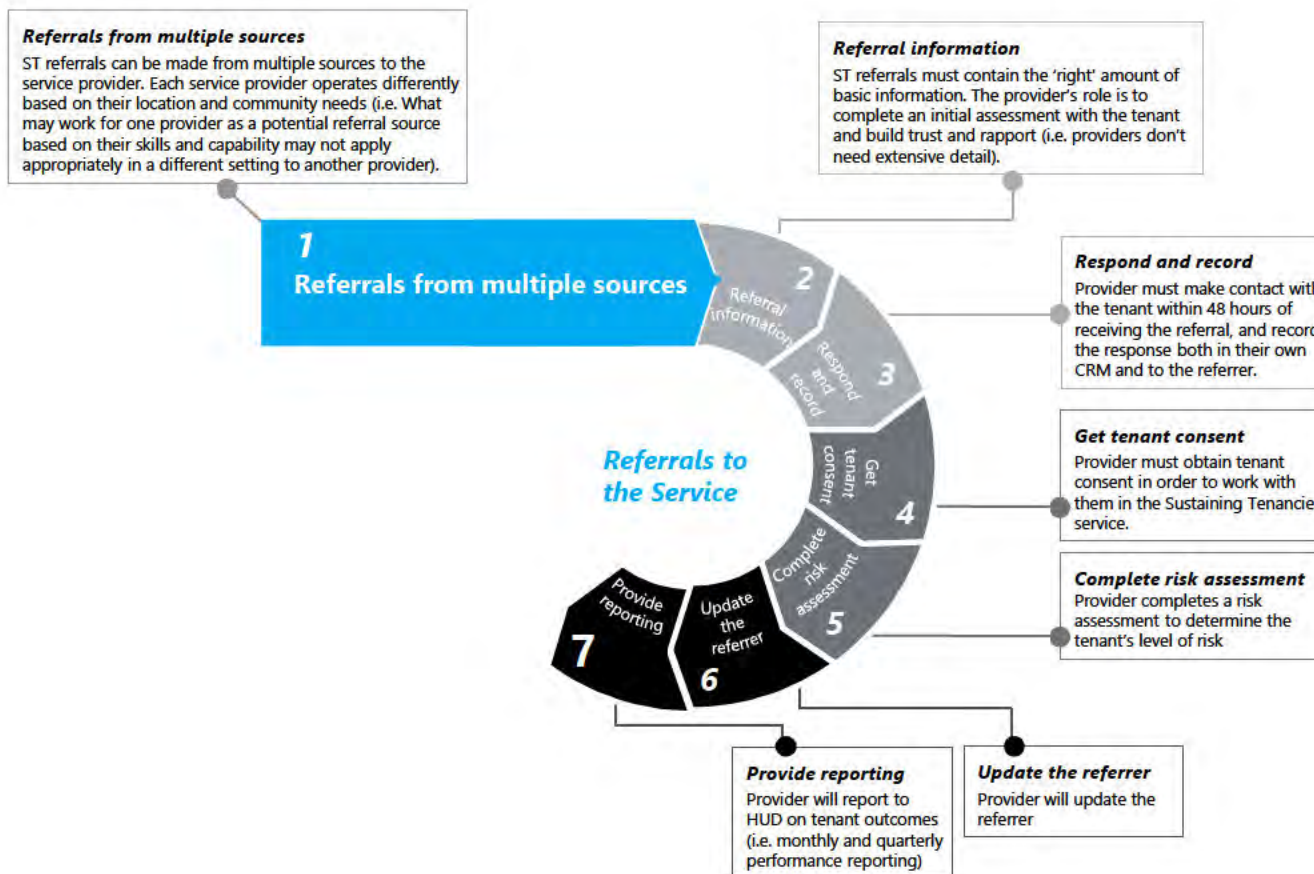 Referrals from multiple sources
ST referrals can be made from multiple sources to the
service provider. Each service provider operates differently
based on their location and community needs (i.e. What
may work for one provider as a potential referral source
based on their skills and capability may not apply
appropriately in a different setting to another provider).
Referral information
ST referrals must contain the ‘right’ amount of
basic information. The provider’s role is to
complete an initial assessment with the tenant
and build trust and rapport (i.e. providers don’t
need extensive detail).
1
Referrals from multiple sources
2
Referral
information
3
Respond
and
record
Respond and record
Provider must make contact with
the tenant within 48 hours of
receiving the referral, and record
the response both in their own
CRM and to the referrer.
Referrals to
the Service
4
Get
tenant
consent
Get tenant consent
Provider must obtain tenant
consent in order to work with
them in the Sustaining Tenancie
service.
5
Complete
risk
assessment
Complete risk assessment
Provider completes a risk
assessment to determine the
tenant’s level of risk
6
Update
the
referrer
7
Provide
reporting
Provide reporting
Provider will report to
HUD on tenant outcomes
(i.e. monthly and quarterly
performance reporting)
Update the referrer
Provider will update the
referrer